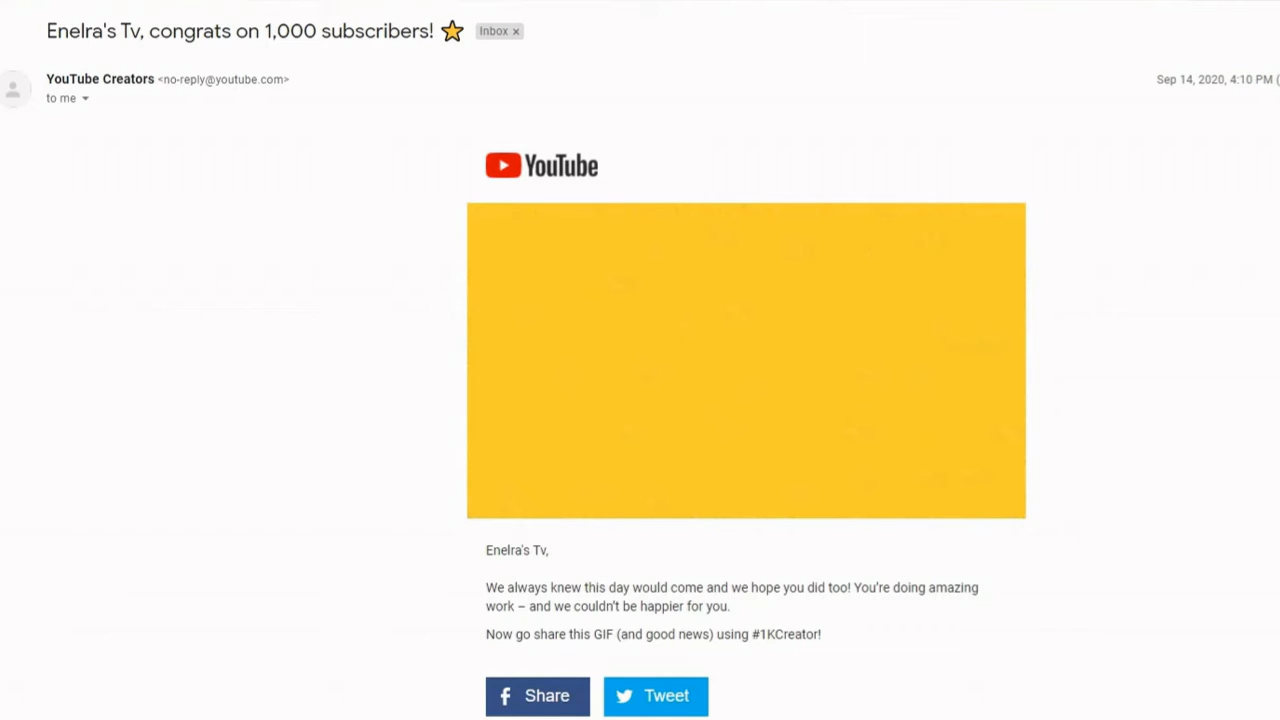 Enelra's Tv, congrats on 1,000 subscribers! ⭐ Inbox ×
YouTube Creators <no-reply@youtube.com>
Sep 14, 2020, 4:10 PM (
to me
YouTube
Enelra's Tv,
We always knew this day would come and we hope you did too! You're doing amazing
work – and we couldn't be happier for you.
Now go share this GIF (and good news) using #1KCreator!
Share Tweet